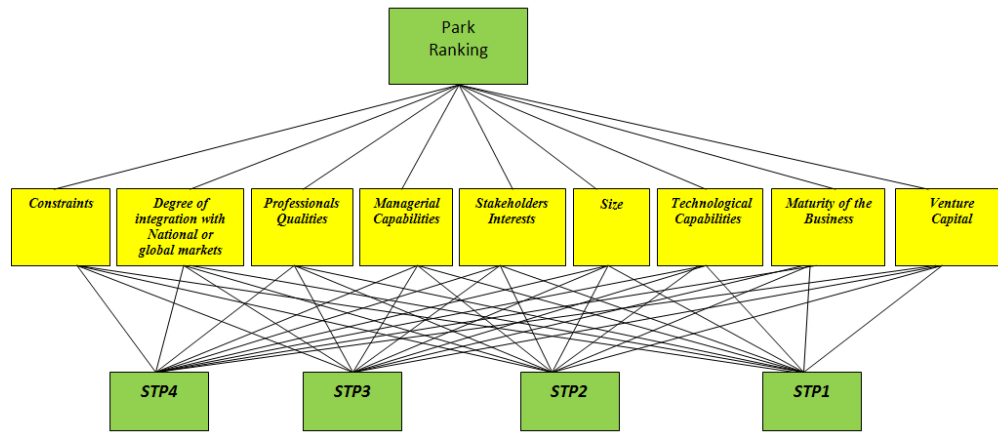 Park
Ranking
Constraints
Degree of
integration with
National or
global markets
Professionals
Qualities
Managerial
Capabilities
Stakeholders
Interests
Size
Technological
Capabilities
Maturity of the
Business
Venture
Capital
STP4
STP3
STP2
STP1